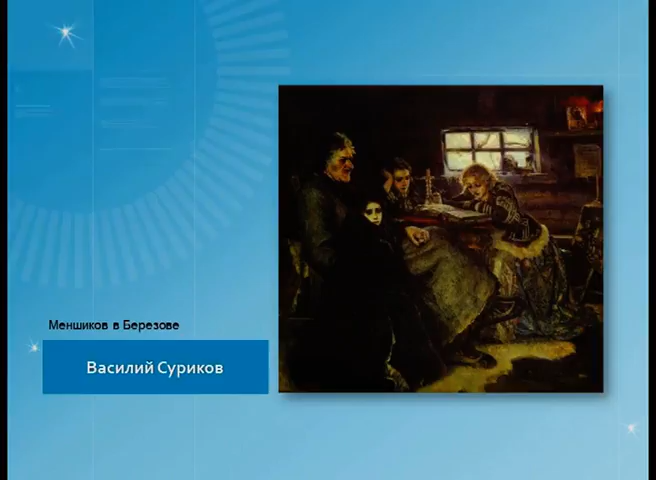 Меншиков в Березове
Василий Суриков